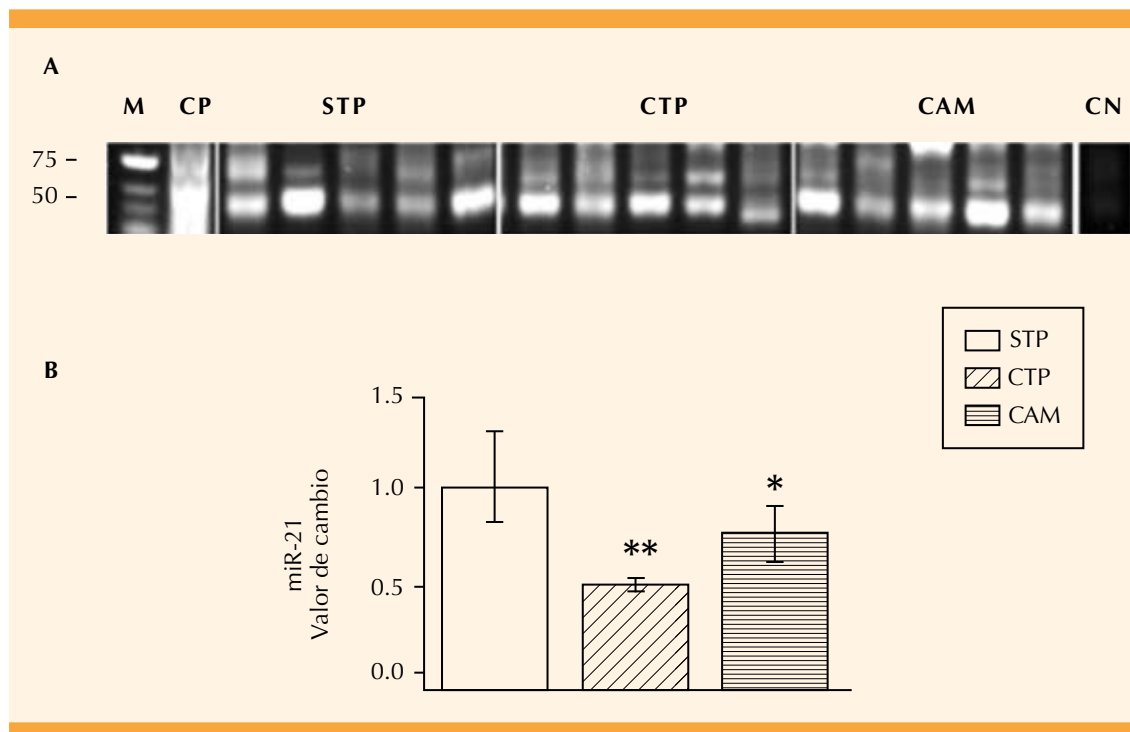 A
M CP STP CTP CAM CN
75 –
50 –
B
STP
CTP
CAM
miR-21
Valor de cambio
1.5
1.0
0.5
0.0
**
*